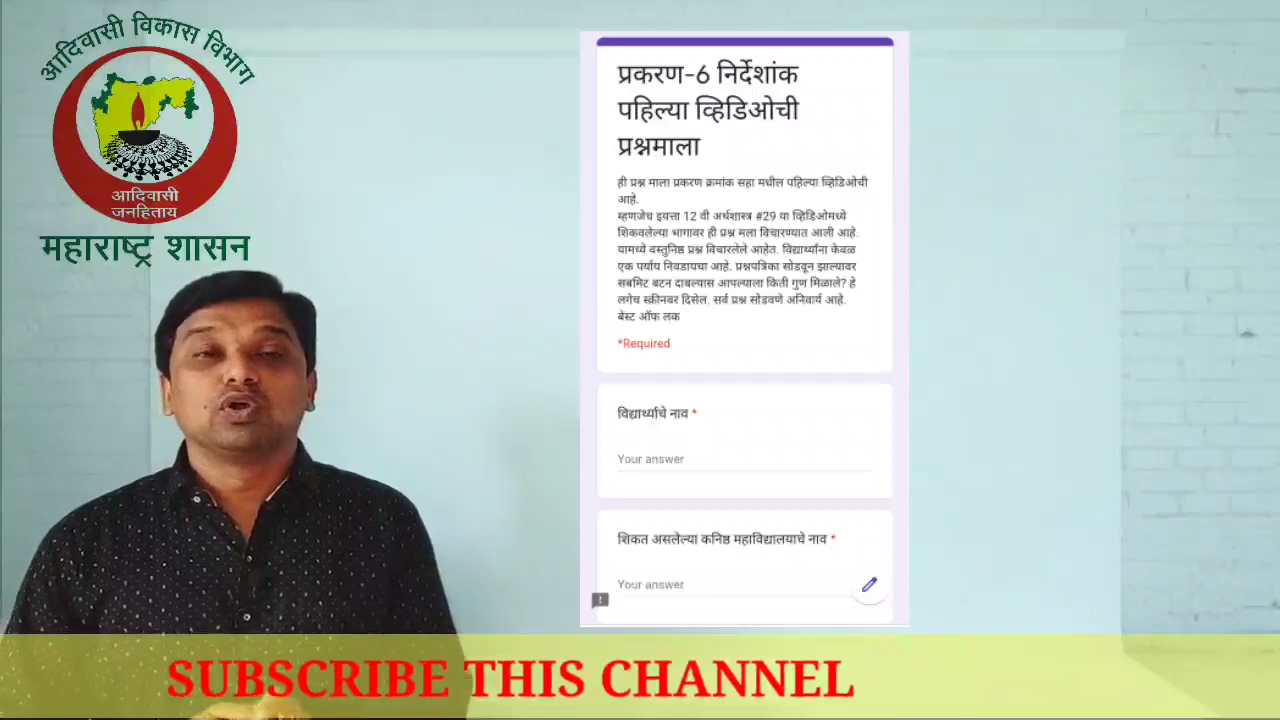 आदिवासी विकास विभाग
आदिवासी
जनहिताय
महाराष्ट्र शासन
प्रकरण-6 निर्देशांक
पहिल्या व्हिडिओची
प्रश्नमाला
ही प्रश्न माला प्रकरण क्रमांक सहा मधील पहिल्या व्हिडिओची
आहे.
म्हणजेच इयत्ता 12 वी अर्थशास्त्र #29 या व्हिडिओमध्ये
शिकवलेल्या भागावर ही प्रश्न मला विचारण्यात आली आहे.
यामध्ये वस्तुनिष्ठ प्रश्न विचारलेले आहेत. विद्यार्थ्यांना केवळ
एक पर्याय निवडायचा आहे. प्रश्नपत्रिका सोडवून झाल्यावर
सबमिट बटन दाबल्यास आपल्याला किती गुण मिळाले? हे
लगेच स्क्रीनवर दिसेल. सर्व प्रश्न सोडवणे अनिवार्य आहे.
बेस्ट ऑफ लक
*Required
विद्यार्थ्याचे नाव *
Your answer
शिकत असलेल्या कनिष्ठ महाविद्यालयाचे नाव *
Your answer
SUBSCRIBE THIS CHANNEL